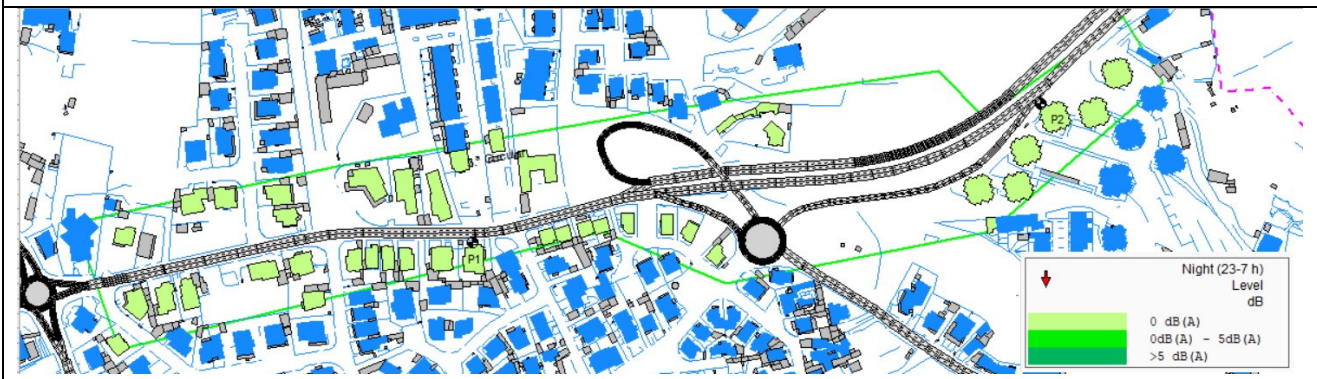 P2
P1
Night (23-7 h)
Level
dB
0 dB(A)
0dB(A) - 5dB(A)
>5 dB(A)